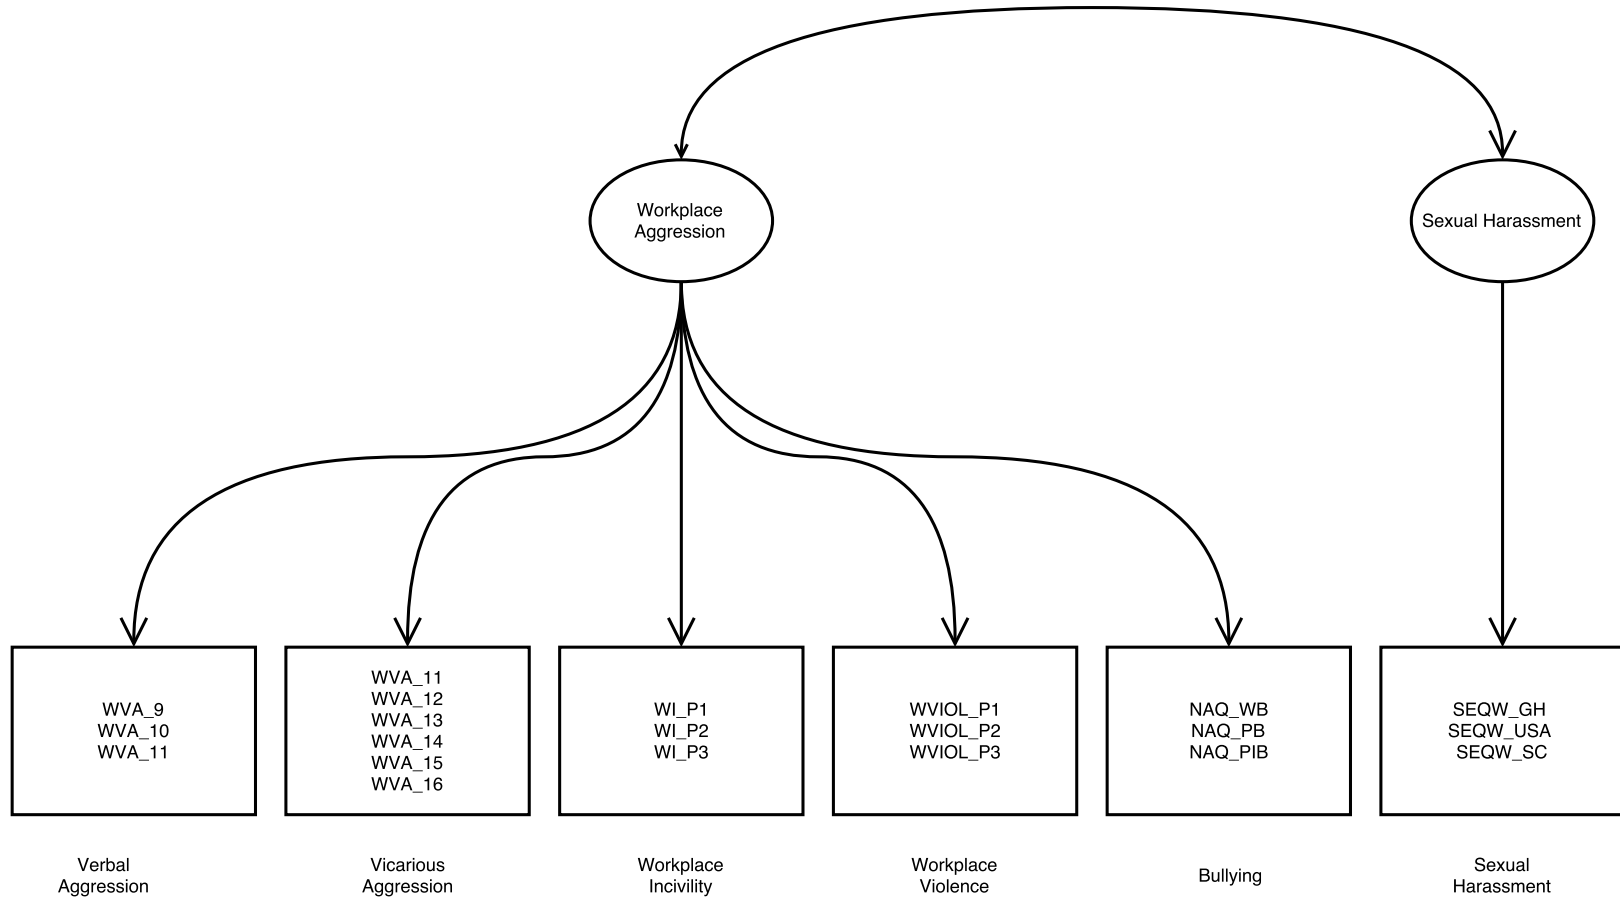 Workplace
Aggression
Sexual Harassment
WVA_9
WVA_10
WVA_11
WVA_11
WVA_12
WVA_13
WVA_14
WVA_15
WVA_16
WI_P1
WI_P2
WI_P3
WVIOL_P1
WVIOL_P2
WVIOL_P3
NAQ_WB
NAQ_PB
NAQ_PIB
SEQW_GH
SEQW_USA
SEQW_SC
Verbal
Aggression
Vicarious
Aggression
Workplace
Incivility
Workplace
Violence
Bullying
Sexual
Harassment